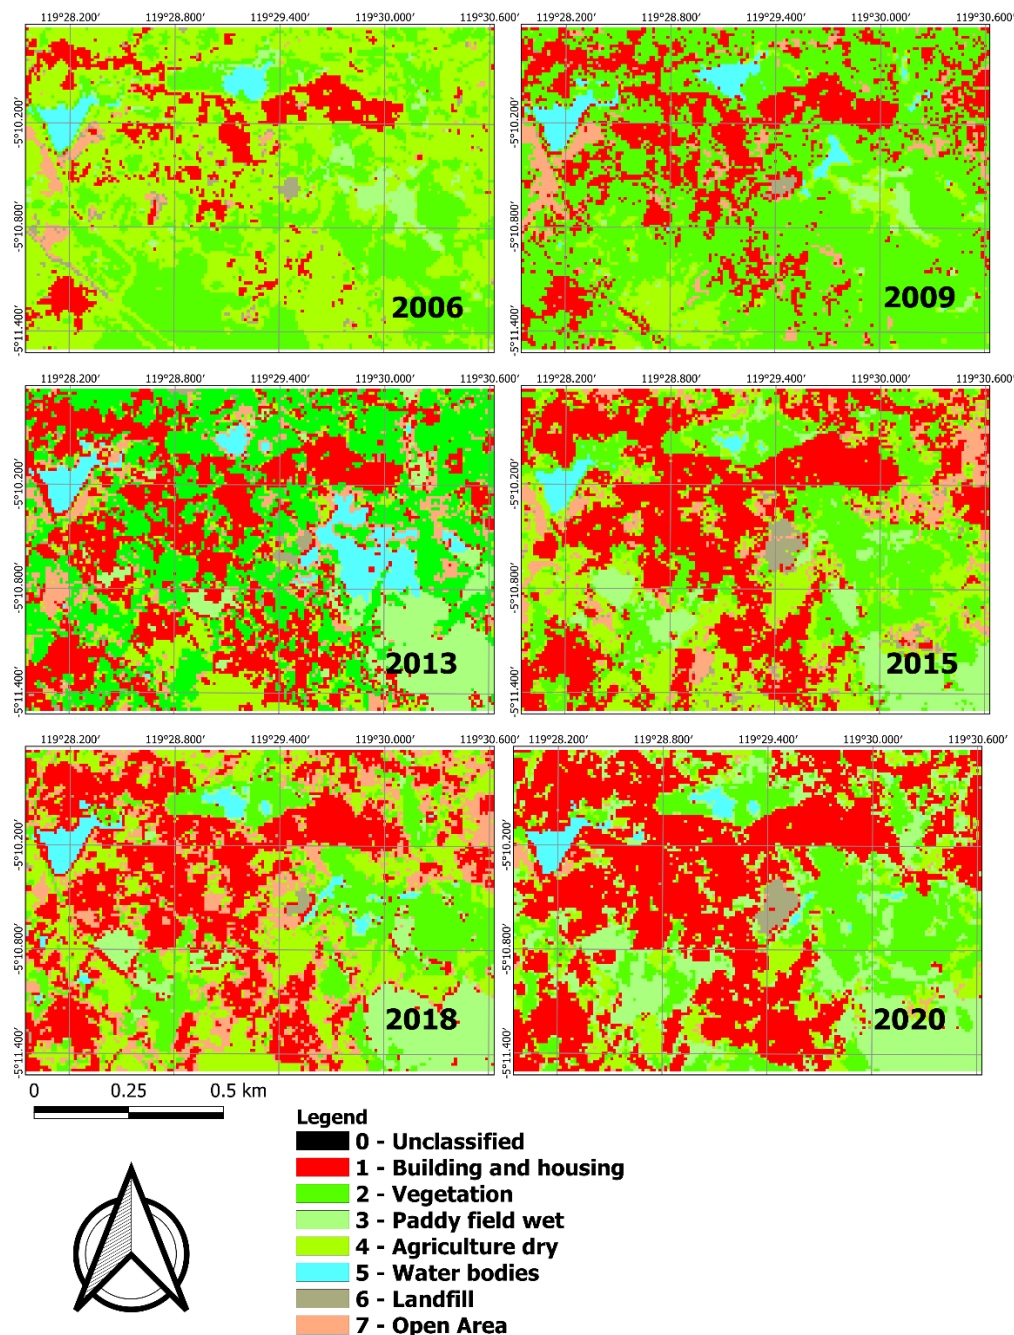 119°28.200' 119°28.800' 119°29.400' 119°30.000' 119°30.600' 119°28.200' 119°28.800' 119°29.400' 119°30.000' 119°30.600'
-5°10.200' -5°10.200'
-5°10.800' -5°10.800'
2006 2009
-5°11.400' -5°11.400'
119°28.200' 119°28.800' 119°29.400' 119°30.000' 119°30.600' 119°28.200' 119°28.800' 119°29.400' 119°30.000' 119°30.600'
-5°10.200' -5°10.200'
-5°10.800' -5°10.800'
2013 2015
-5°11.400' -5°11.400'
119°28.200' 119°28.800' 119°29.400' 119°30.000' 119°30.600' 119°28.200' 119°28.800' 119°29.400' 119°30.000' 119°30.600'
-5°10.200' -5°10.200'
-5°10.800' -5°10.800'
2018 2020
-5°11.400' -5°11.400'
0 0.25 0.5 km
Legend
0 - Unclassified
1 - Building and housing
2 - Vegetation
3 - Paddy field wet
4 - Agriculture dry
5 - Water bodies
6 - Landfill
7 - Open Area